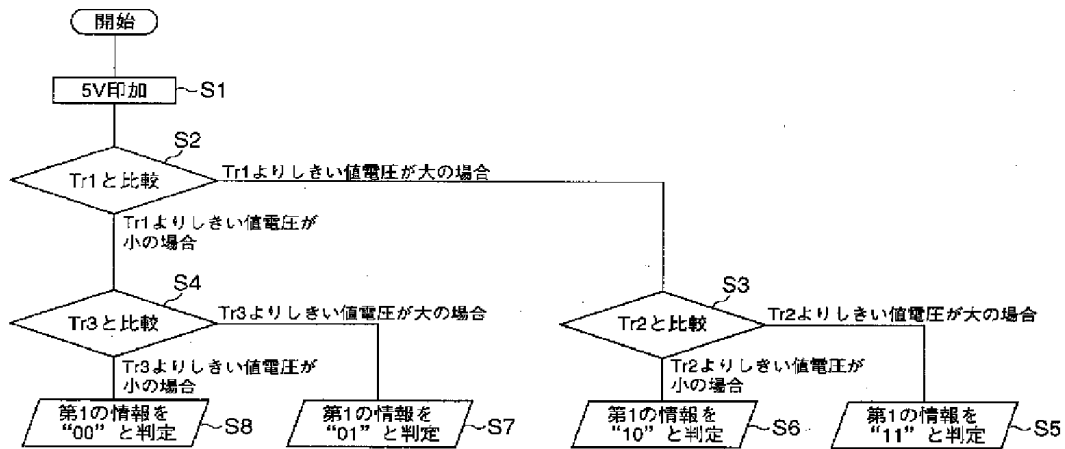 開始
5V印加
S1
S2
Tr1と比較
Tr1よりしきい値電圧が大の場合
Tr1よりしきい値電圧が
小の場合
S4
Tr3と比較
Tr3よりしきい値電圧が大の場合
S3
Tr2と比較
Tr2よりしきい値電圧が大の場合
Tr3よりしきい値電圧が
小の場合
Tr2よりしきい値電圧が
小の場合
第1の情報を
“00” と判定
S8
第1の情報を
“01” と判定
S7
第1の情報を
“10” と判定
S6
第1の情報を
“11” と判定
S5